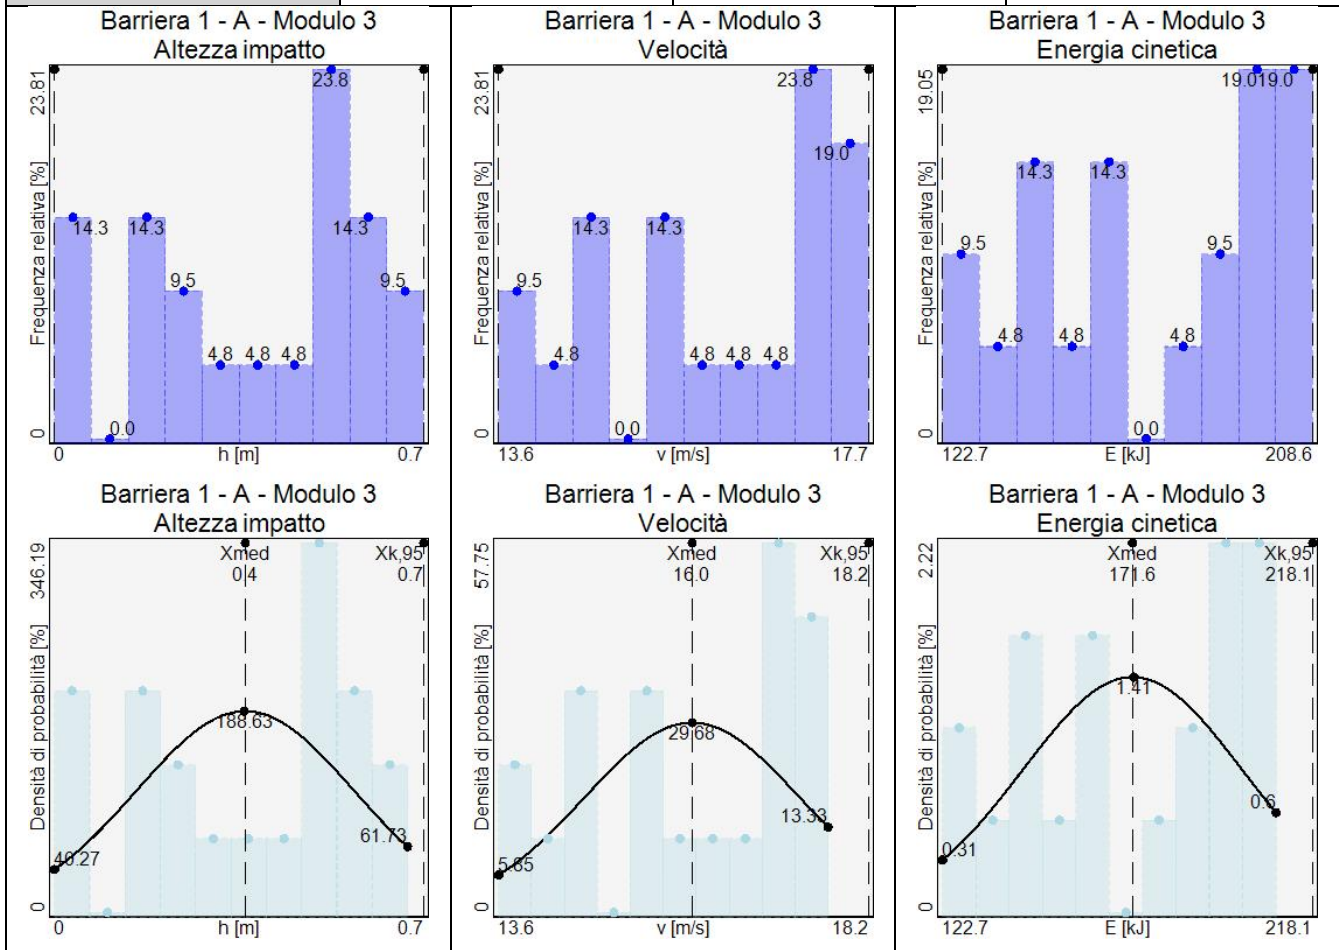 Barriera 1 - A - Modulo 3
Altezza impatto
23.81
Frequenza relativa [%]
0
14.3
0.0
14.3
9.5
4.8
4.8
4.8
23.8
14.3
9.5
0
h [m]
0.7
Barriera 1 - A - Modulo 3
Velocità
23.81
Frequenza relativa [%]
0
9.5
4.8
14.3
0.0
14.3
4.8
4.8
4.8
23.8
19.0
13.6
v [m/s]
17.7
Barriera 1 - A - Modulo 3
Energia cinetica
19.05
Frequenza relativa [%]
0
9.5
4.8
14.3
4.8
14.3
0.0
4.8
9.5
19.0
19.0
122.7
E [kJ]
208.6
Barriera 1 - A - Modulo 3
Altezza impatto
346.19
Densità di probabilità [%]
0
Xmed
0.4
Xk,95
0.7
40.27
188.63
61.73
0
h [m]
0.7
Barriera 1 - A - Modulo 3
Velocità
57.75
Densità di probabilità [%]
0
Xmed
16.0
Xk,95
18.2
5.85
29.68
13.33
13.6
v [m/s]
18.2
Barriera 1 - A - Modulo 3
Energia cinetica
2.22
Densità di probabilità [%]
0
Xmed
171.6
Xk,95
218.1
0.31
1.41
0.6
122.7
E [kJ]
218.1